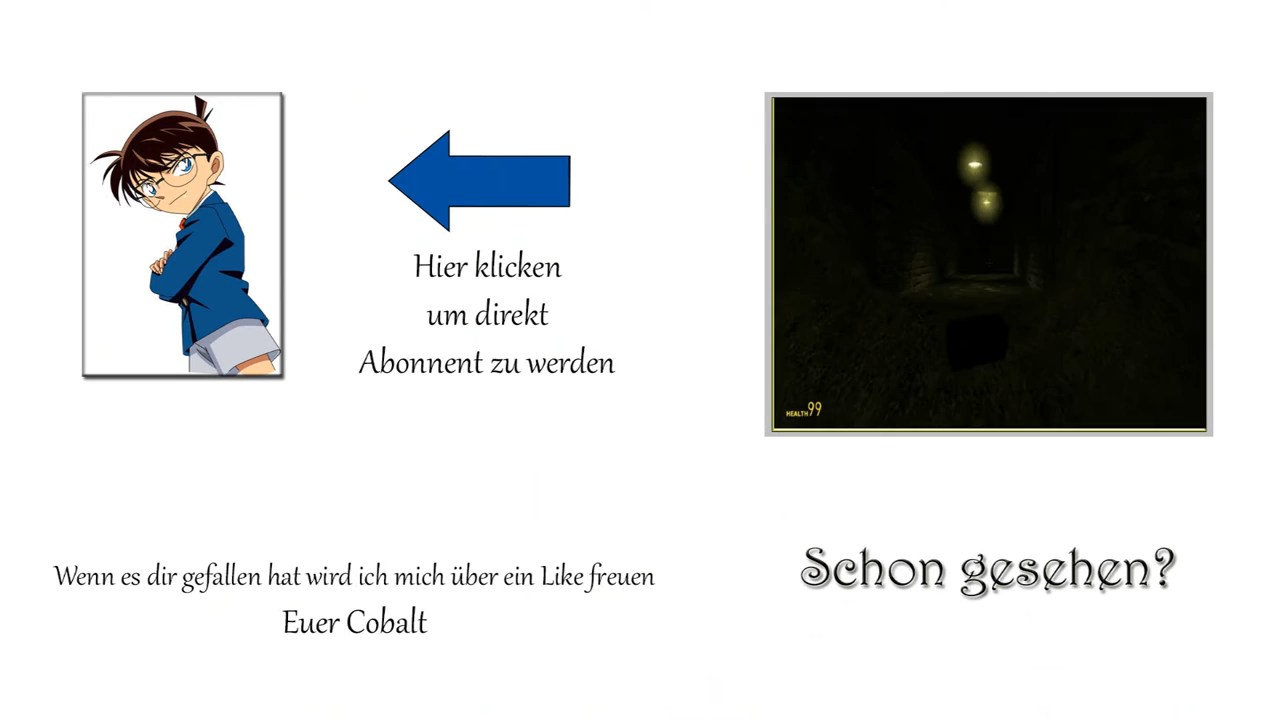 Hier klicken
um direkt
Abonnent zu werden
HEALTH 99
Wenn es dir gefallen hat wird ich mich über ein Like freuen
Euer Cobalt
Schon gesehen?